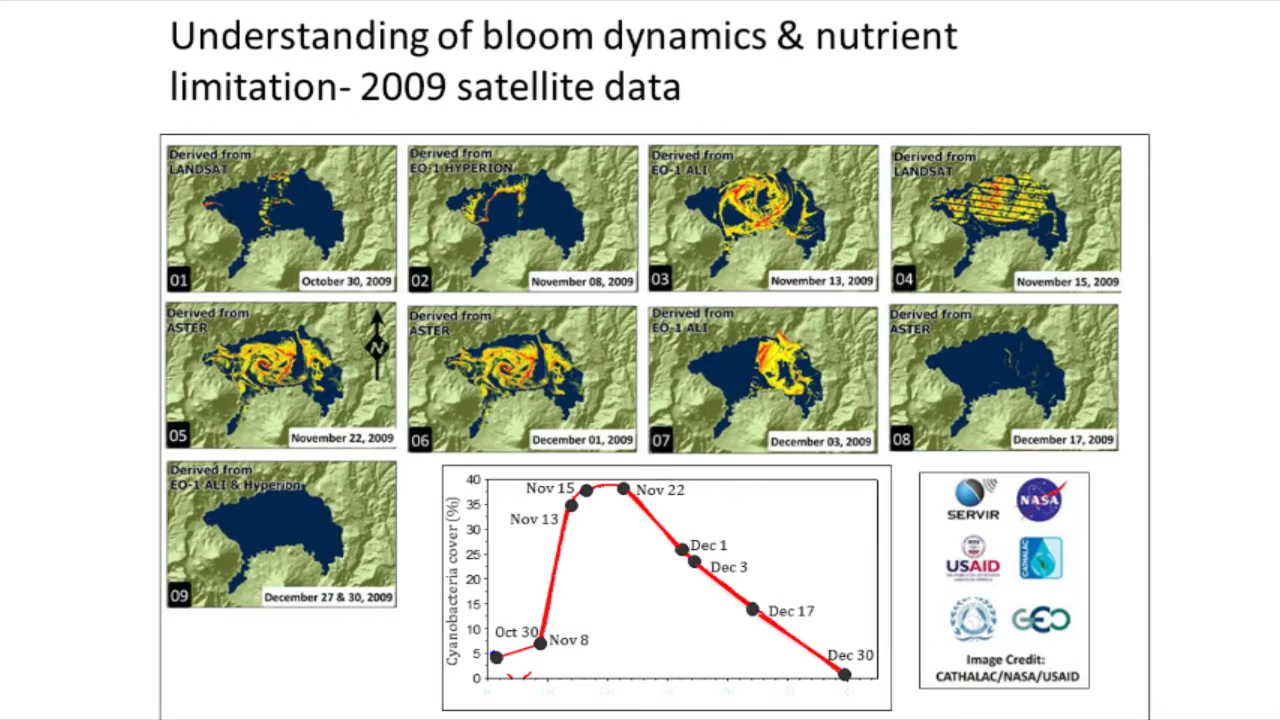 Understanding of bloom dynamics & nutrient
limitation- 2009 satellite data
Derived from
LANDSAT
01
October 30, 2009
Derived from
EO-1 HYPERION
02
November 08, 2009
Derived from
EO-1 ALI
03
November 13, 2009
Derived from
LANDSAT
04
November 15, 2009
Derived from
ASTER
N
05
November 22, 2009
Derived from
ASTER
06
December 01, 2009
Derived from
EO-1 ALI
07
December 03, 2009
Derived from
ASTER
08
December 17, 2009
Derived from
EO-1 ALI & Hyperion
09
December 27 & 30, 2009
Cyanobacteria cover (%)
40
35
30
25
20
15
10
5
0
Oct 30
Nov 8
Nov 13
Nov 15
Nov 22
Dec 1
Dec 3
Dec 17
Dec 30
SERVIR
NASA
USAID
CATHALAC
GEO
Image Credit:
CATHALAC/NASA/USAID